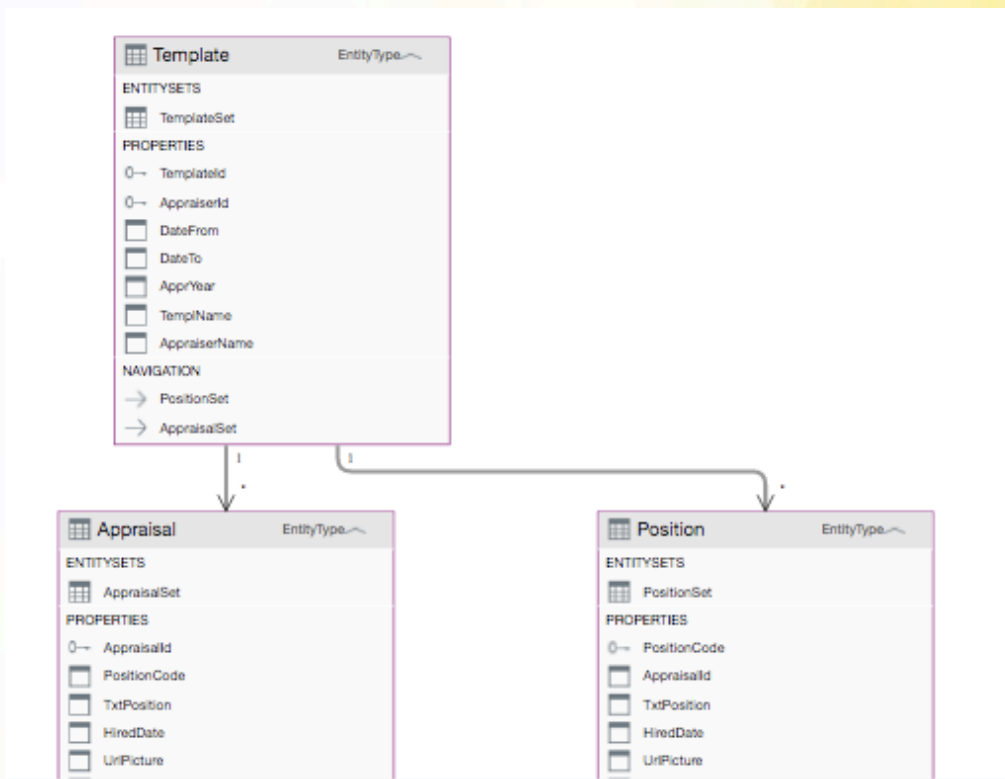 Template EntityType
ENTITYSETS
TemplateSet
PROPERTIES
TemplateId
AppraiserId
DateFrom
DateTo
ApprYear
TemplName
AppraiserName
NAVIGATION
PositionSet
AppraisalSet
1 1
* *
Appraisal EntityType
ENTITYSETS
AppraisalSet
PROPERTIES
AppraisalId
PositionCode
TxtPosition
HiredDate
UrlPicture
Position EntityType
ENTITYSETS
PositionSet
PROPERTIES
PositionCode
AppraisalId
TxtPosition
HiredDate
UrlPicture